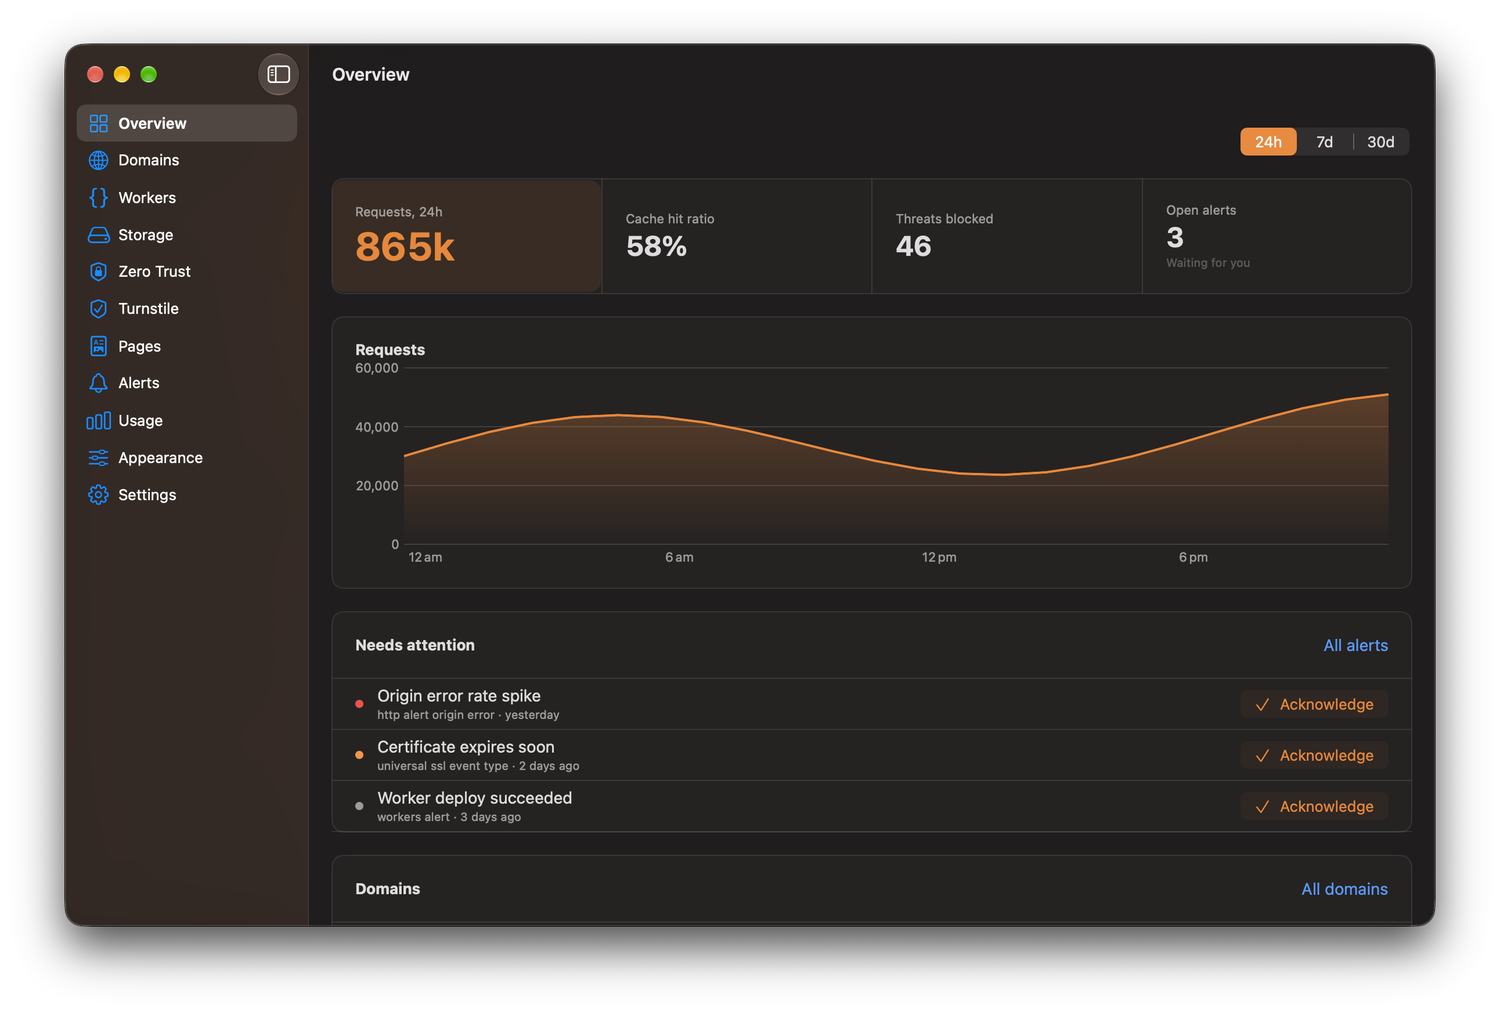 Overview
Overview
Domains
Workers
Storage
Zero Trust
Turnstile
Pages
Alerts
Usage
Appearance
Settings
24h 7d 30d
Requests, 24h
865k
Cache hit ratio
58%
Threats blocked
46
Open alerts
3
Waiting for you
Requests
60,000
40,000
20,000
0
12 am 6 am 12 pm 6 pm
Needs attention All alerts
Origin error rate spike
http alert origin error · yesterday
Acknowledge
Certificate expires soon
universal ssl event type · 2 days ago
Acknowledge
Worker deploy succeeded
workers alert · 3 days ago
Acknowledge
Domains All domains